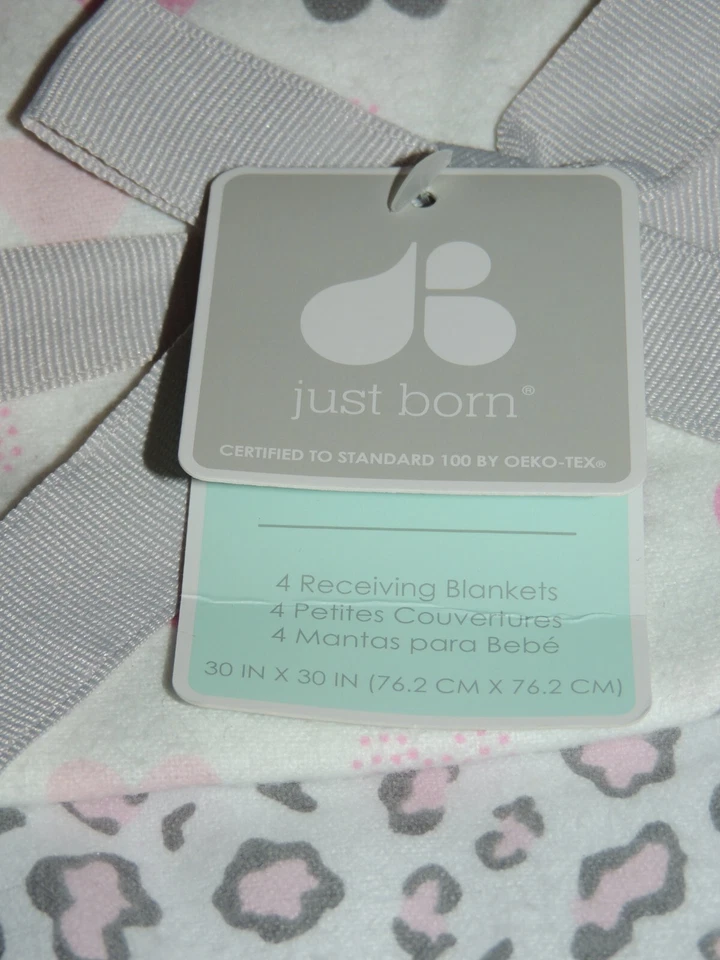 just born®
CERTIFIED TO STANDARD 100 BY OEKO-TEX®
4 Receiving Blankets
4 Petites Couvertures
4 Mantas para Bebé
30 IN X 30 IN (76.2 CM X 76.2 CM)